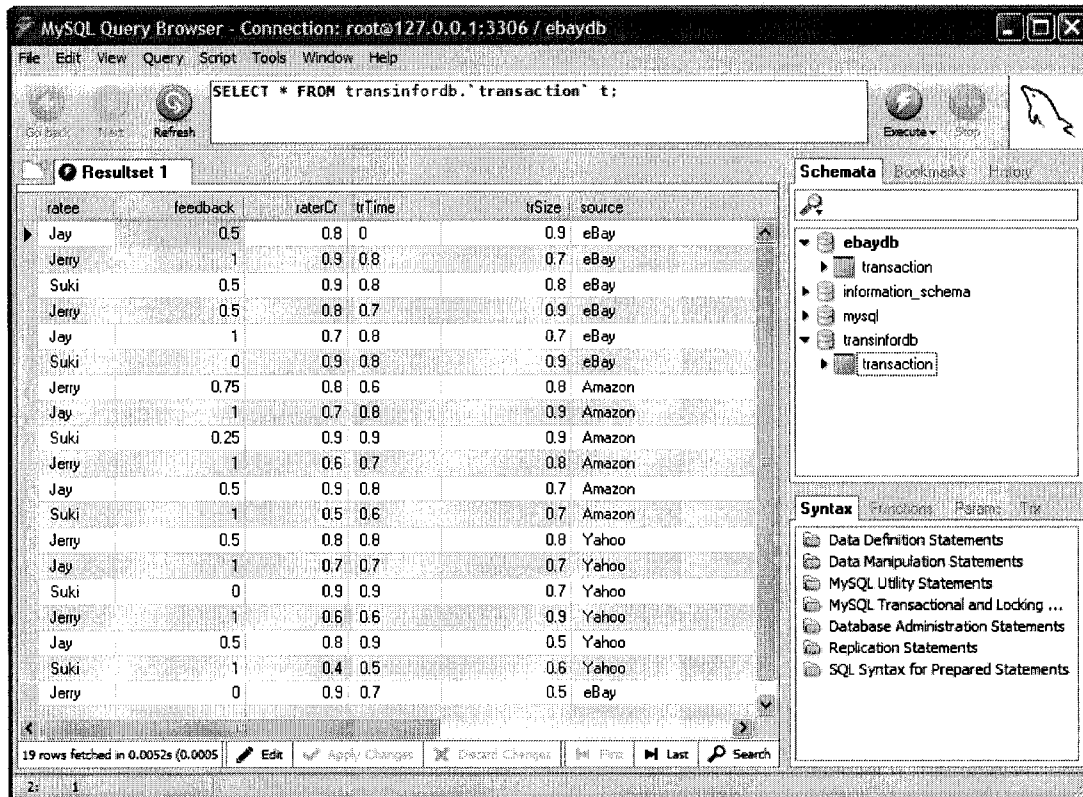 MySQL Query Browser - Connection: root@127.0.0.1:3306 / ebaydb
File Edit View Query Script Tools Window Help
Go back Next Refresh
SELECT * FROM transinfordb.`transaction` t;
Execute Stop
Resultset 1
ratee feedback raterCr trTime trSize source
Jay 0.5 0.8 0 0.9 eBay
Jerry 1 0.9 0.8 0.7 eBay
Suki 0.5 0.9 0.8 0.8 eBay
Jerry 0.5 0.8 0.7 0.9 eBay
Jay 1 0.7 0.8 0.7 eBay
Suki 0 0.9 0.8 0.9 eBay
Jerry 0.75 0.8 0.6 0.8 Amazon
Jay 1 0.7 0.8 0.9 Amazon
Suki 0.25 0.9 0.9 0.9 Amazon
Jerry 1 0.6 0.7 0.8 Amazon
Jay 0.5 0.9 0.8 0.7 Amazon
Suki 1 0.5 0.6 0.7 Amazon
Jerry 0.5 0.8 0.8 0.8 Yahoo
Jay 1 0.7 0.7 0.7 Yahoo
Suki 0 0.9 0.9 0.7 Yahoo
Jerry 1 0.6 0.6 0.9 Yahoo
Jay 0.5 0.8 0.9 0.5 Yahoo
Suki 1 0.4 0.5 0.6 Yahoo
Jerry 0 0.9 0.7 0.5 eBay
19 rows fetched in 0.0052s (0.0005 Edit Apply Changes Discard Changes First Last Search
2: 1
Schemata Bookmarks History
ebaydb
transaction
information_schema
mysql
transinfordb
transaction
Syntax Functions Params Trx
Data Definition Statements
Data Manipulation Statements
MySQL Utility Statements
MySQL Transactional and Locking ...
Database Administration Statements
Replication Statements
SQL Syntax for Prepared Statements